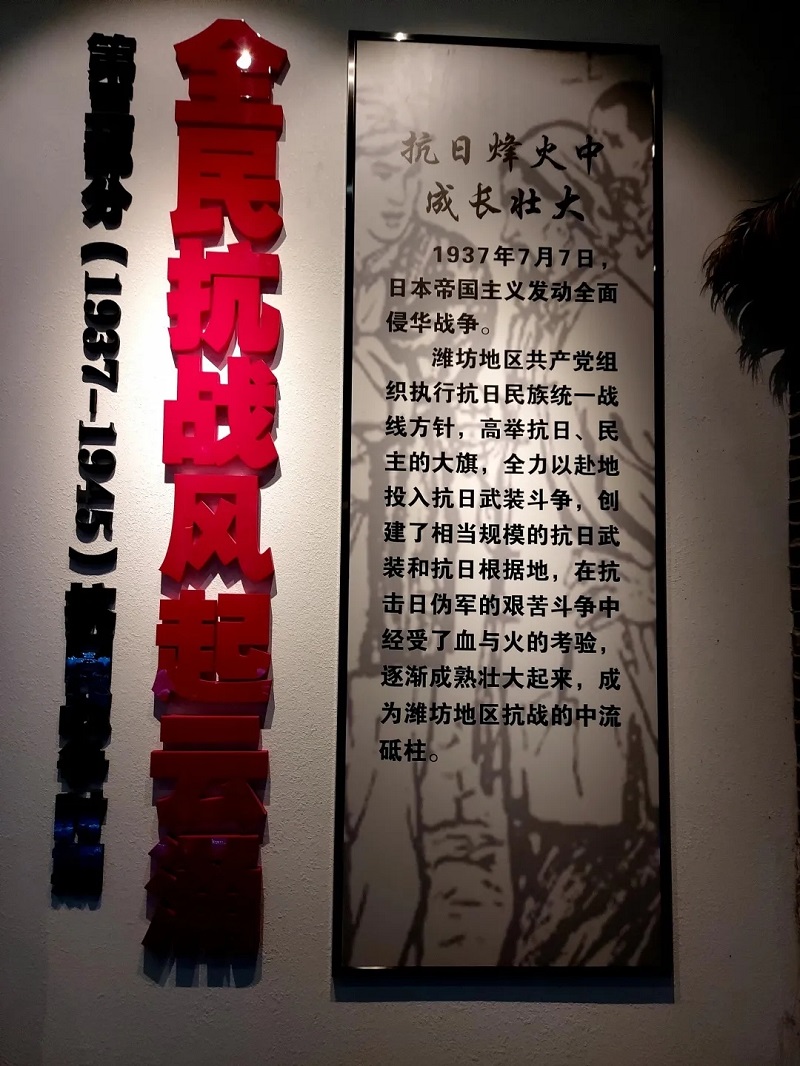 第二部分（1937-1945）抗
全民抗战风起云涌
抗日烽火中
成长壮大
1937年7月7日，
日本帝国主义发动全面
侵华战争。
潍坊地区共产党组
织执行抗日民族统一战
线方针，高举抗日、民
主的大旗，全力以赴地
投入抗日武装斗争，创
建了相当规模的抗日武
装和抗日根据地，在抗
击日伪军的艰苦斗争中
经受了血与火的考验，
逐渐成熟壮大起来，成
为潍坊地区抗战的中流
砥柱。